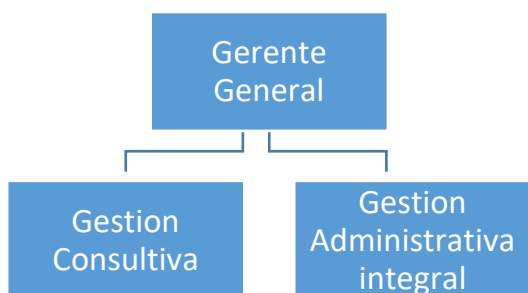 Gerente
General
Gestion
Consultiva
Gestion
Administrativa
integral